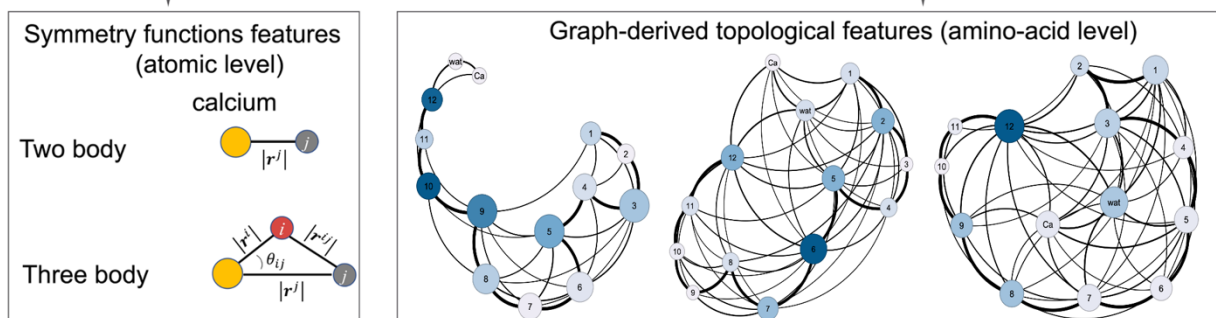 Symmetry functions features
(atomic level)
calcium
Two body
|r^j|
j
Three body
|r^i|
i
|r^{ij}|
θ_{ij}
|r^j|
j
Graph-derived topological features (amino-acid level)
wat
Ca
12
11
10
9
8
7
6
5
4
3
2
1
Ca
1
wat
2
12
3
5
4
11
6
10
8
9
7
2
1
11
12
3
4
10
wat
9
Ca
5
8
7
6